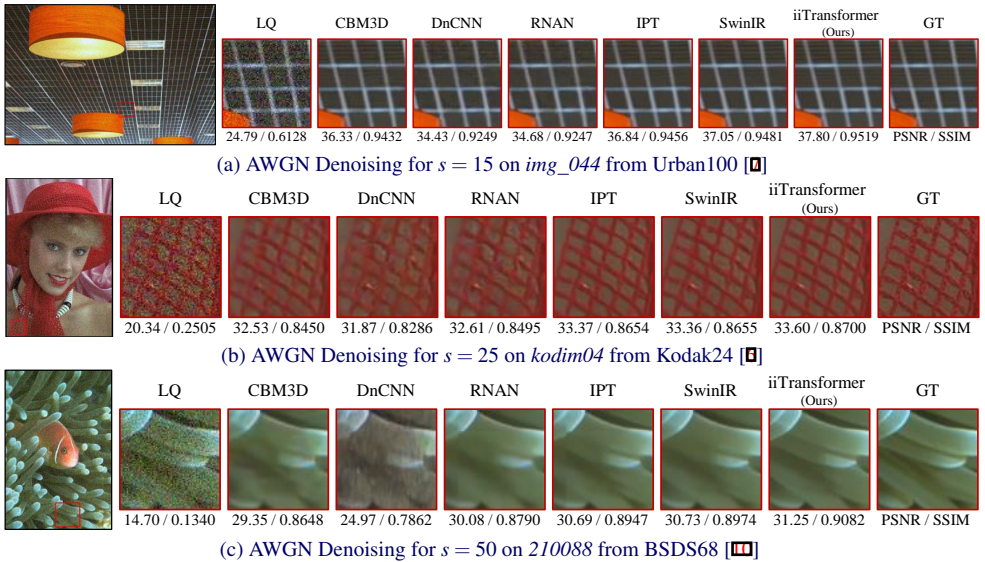 LQ CBM3D DnCNN RNAN IPT SwinIR iiTransformer (Ours) GT
24.79 / 0.6128 36.33 / 0.9432 34.43 / 0.9249 34.68 / 0.9247 36.84 / 0.9456 37.05 / 0.9481 37.80 / 0.9519 PSNR / SSIM
(a) AWGN Denoising for s = 15 on img_044 from Urban100 [ ]
LQ CBM3D DnCNN RNAN IPT SwinIR iiTransformer (Ours) GT
20.34 / 0.2505 32.53 / 0.8450 31.87 / 0.8286 32.61 / 0.8495 33.37 / 0.8654 33.36 / 0.8655 33.60 / 0.8700 PSNR / SSIM
(b) AWGN Denoising for s = 25 on kodim04 from Kodak24 [ ]
LQ CBM3D DnCNN RNAN IPT SwinIR iiTransformer (Ours) GT
14.70 / 0.1340 29.35 / 0.8648 24.97 / 0.7862 30.08 / 0.8790 30.69 / 0.8947 30.73 / 0.8974 31.25 / 0.9082 PSNR / SSIM
(c) AWGN Denoising for s = 50 on 210088 from BSDS68 [ ]